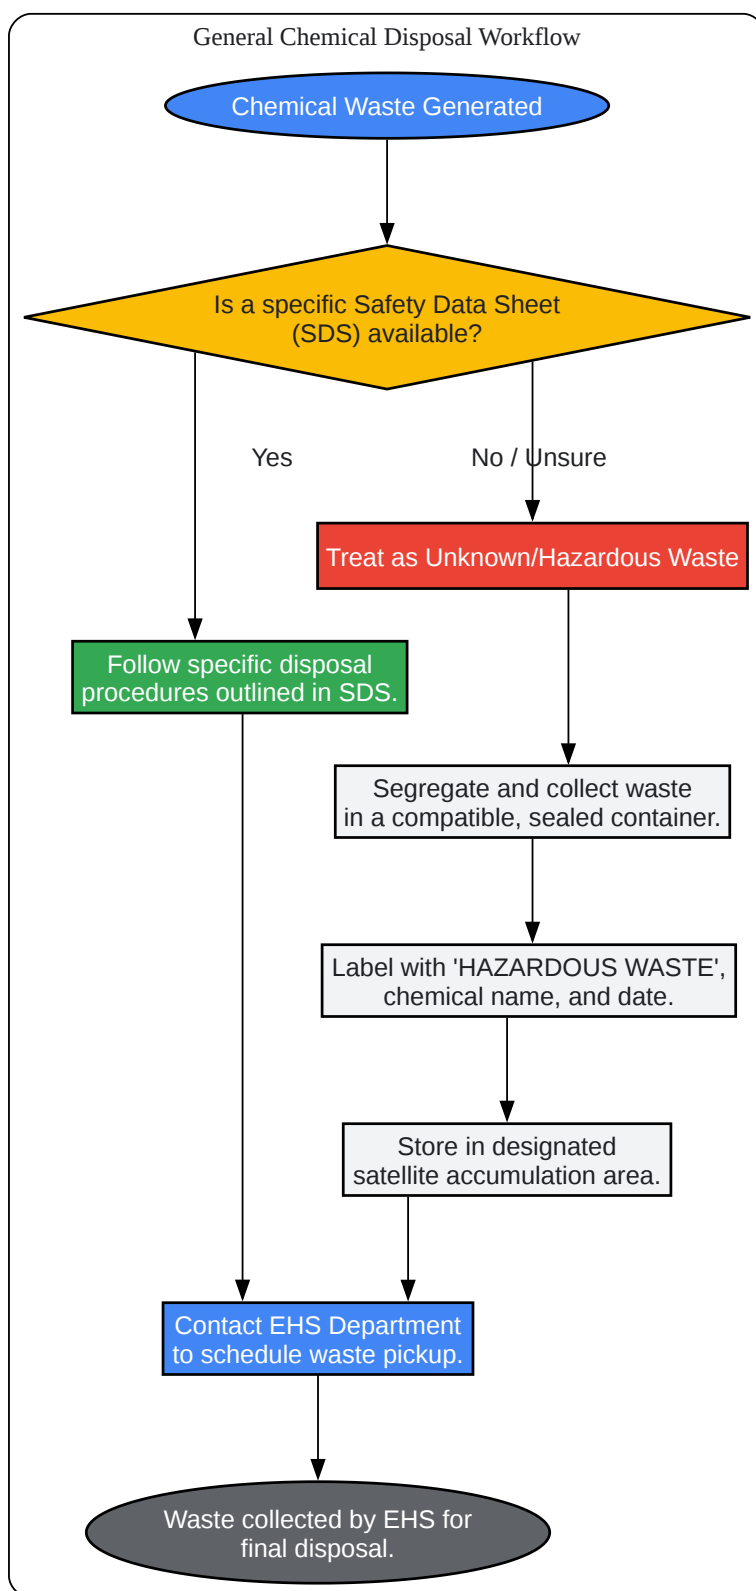 General Chemical Disposal Workflow
Chemical Waste Generated
Is a specific Safety Data Sheet
(SDS) available?
Yes
No / Unsure
Treat as Unknown/Hazardous Waste
Follow specific disposal
procedures outlined in SDS.
Segregate and collect waste
in a compatible, sealed container.
Label with 'HAZARDOUS WASTE',
chemical name, and date.
Store in designated
satellite accumulation area.
Contact EHS Department
to schedule waste pickup.
Waste collected by EHS for
final disposal.